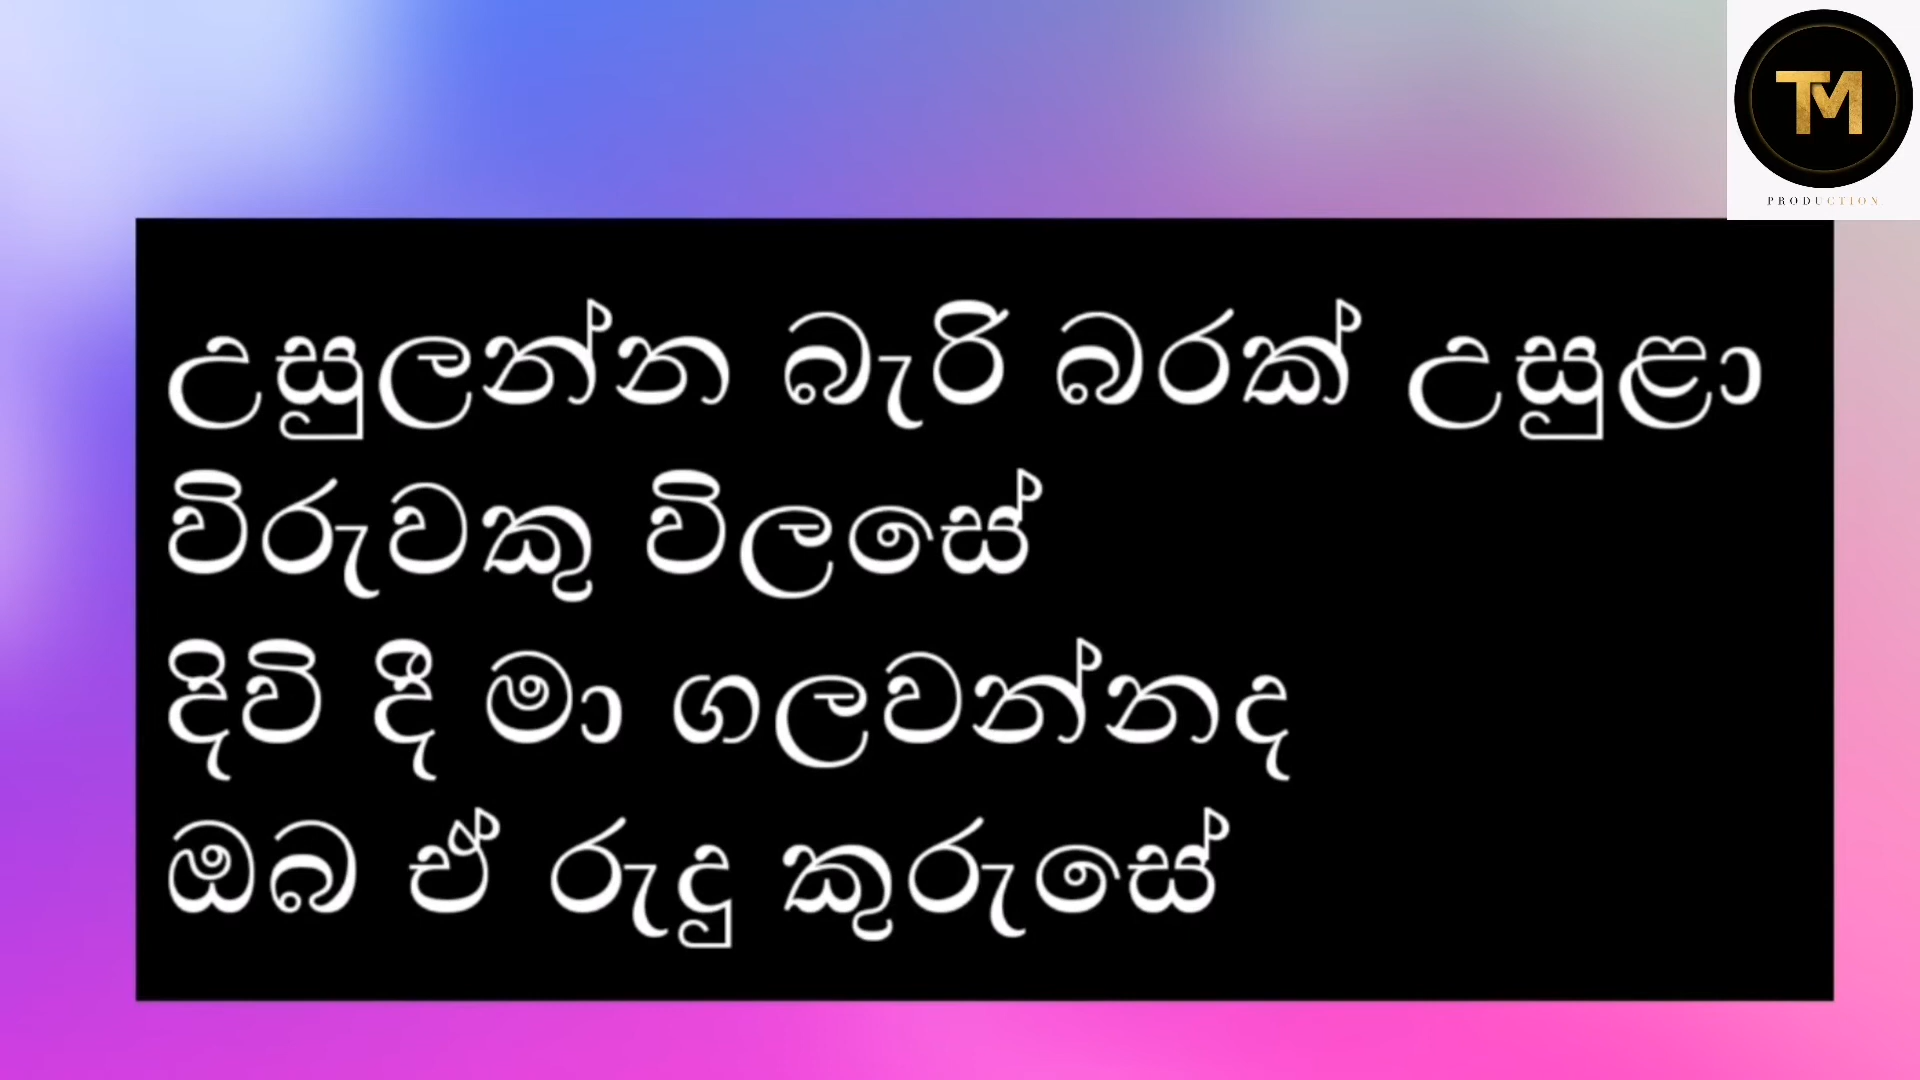 TM
PRODUCTION
උසුලන්න බැරි බරක් උසුළා
විරුවකු විලසේ
දිවි දී මා ගලවන්නද
ඔබ ඒ රුදු කුරුසේ